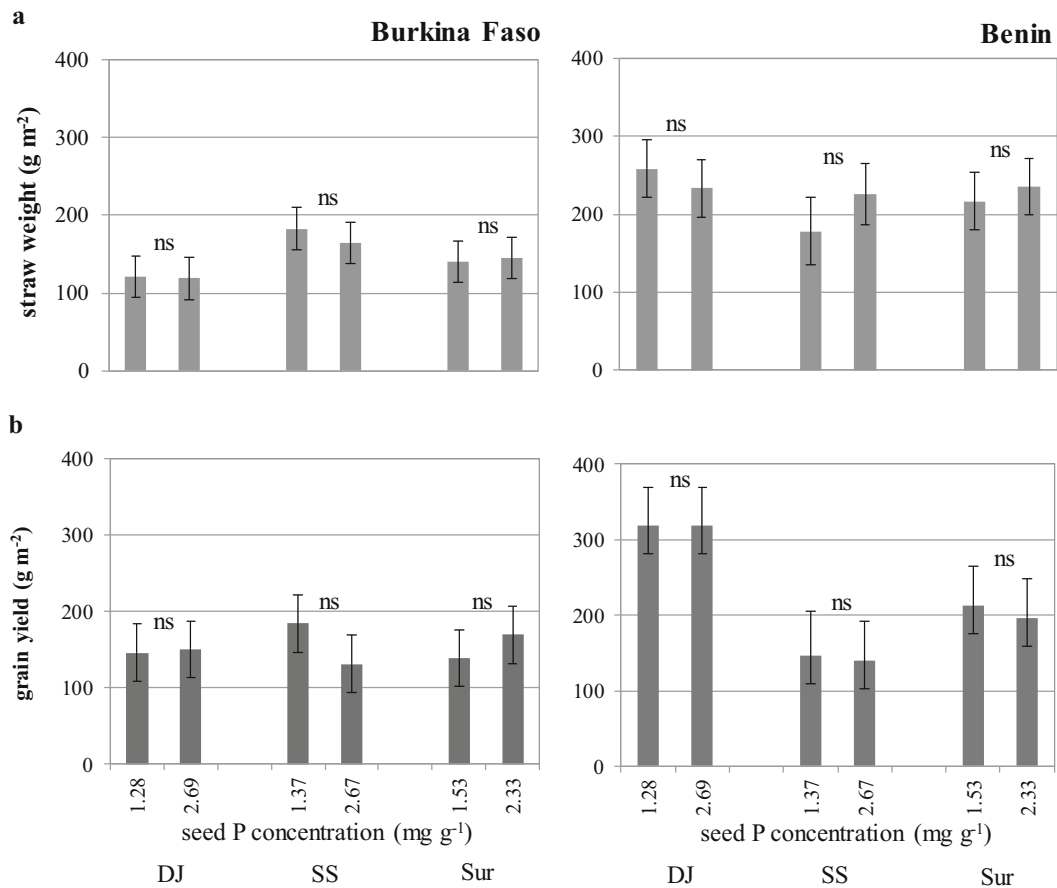 a
Burkina Faso
Benin
straw weight (g m⁻²)
400
300
200
100
0
ns
ns
ns
400
300
200
100
0
ns
ns
ns
b
grain yield (g m⁻²)
400
300
200
100
0
ns
ns
ns
400
300
200
100
0
ns
ns
ns
1.28 2.69 1.37 2.67 1.53 2.33
1.28 2.69 1.37 2.67 1.53 2.33
seed P concentration (mg g⁻¹)
seed P concentration (mg g⁻¹)
DJ SS Sur
DJ SS Sur